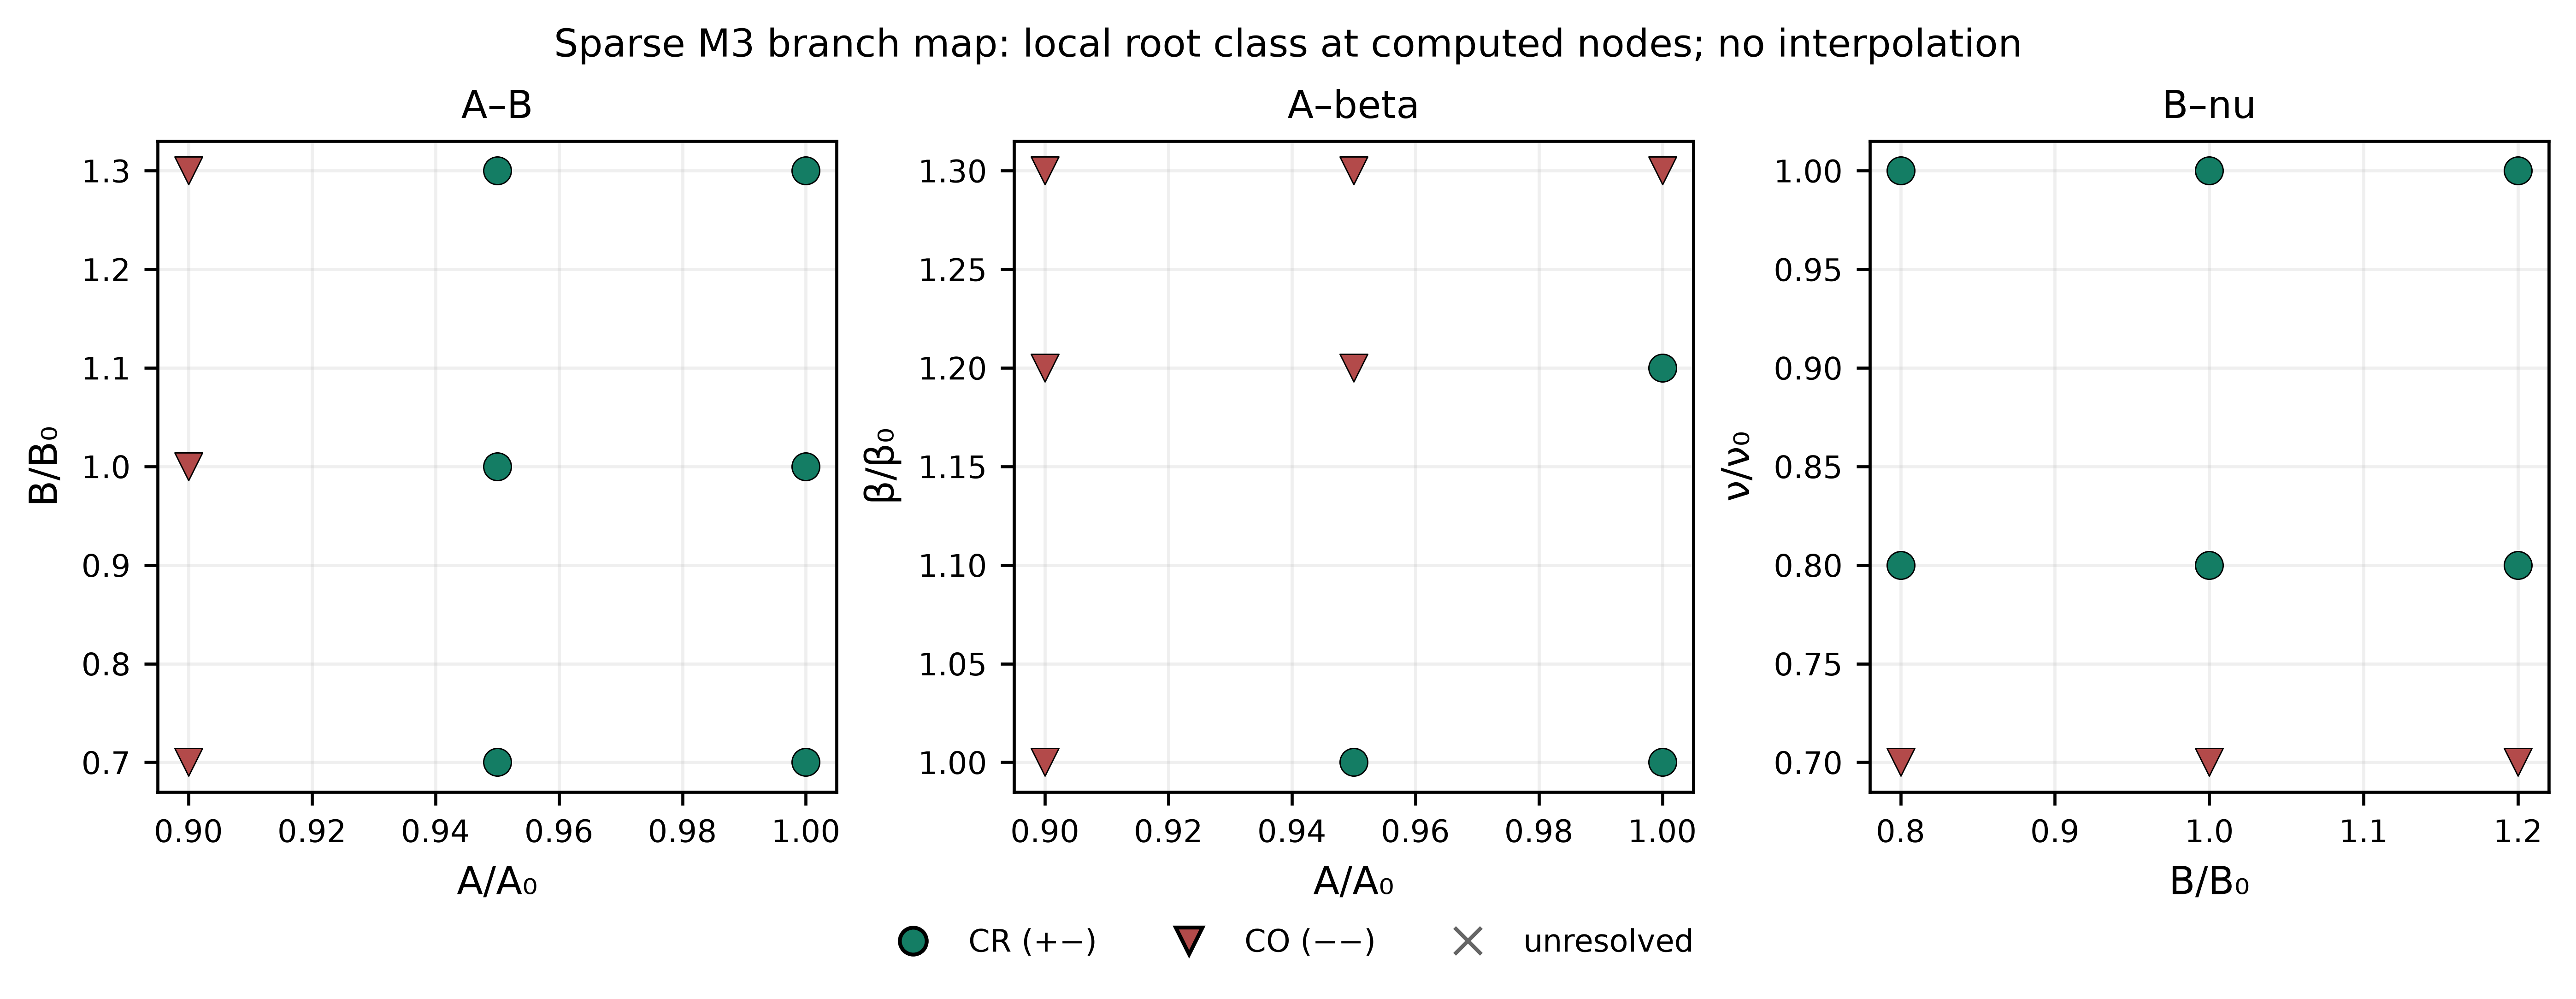 Sparse M3 branch map: local root class at computed nodes; no interpolation
A–B
1.3
1.2
1.1
1.0
0.9
0.8
0.7
B/B₀
0.90 0.92 0.94 0.96 0.98 1.00
A/A₀
A–beta
1.30
1.25
1.20
1.15
1.10
1.05
1.00
β/β₀
0.90 0.92 0.94 0.96 0.98 1.00
A/A₀
B–nu
1.00
0.95
0.90
0.85
0.80
0.75
0.70
ν/ν₀
0.8 0.9 1.0 1.1 1.2
B/B₀
CR (+−) CO (−−) unresolved